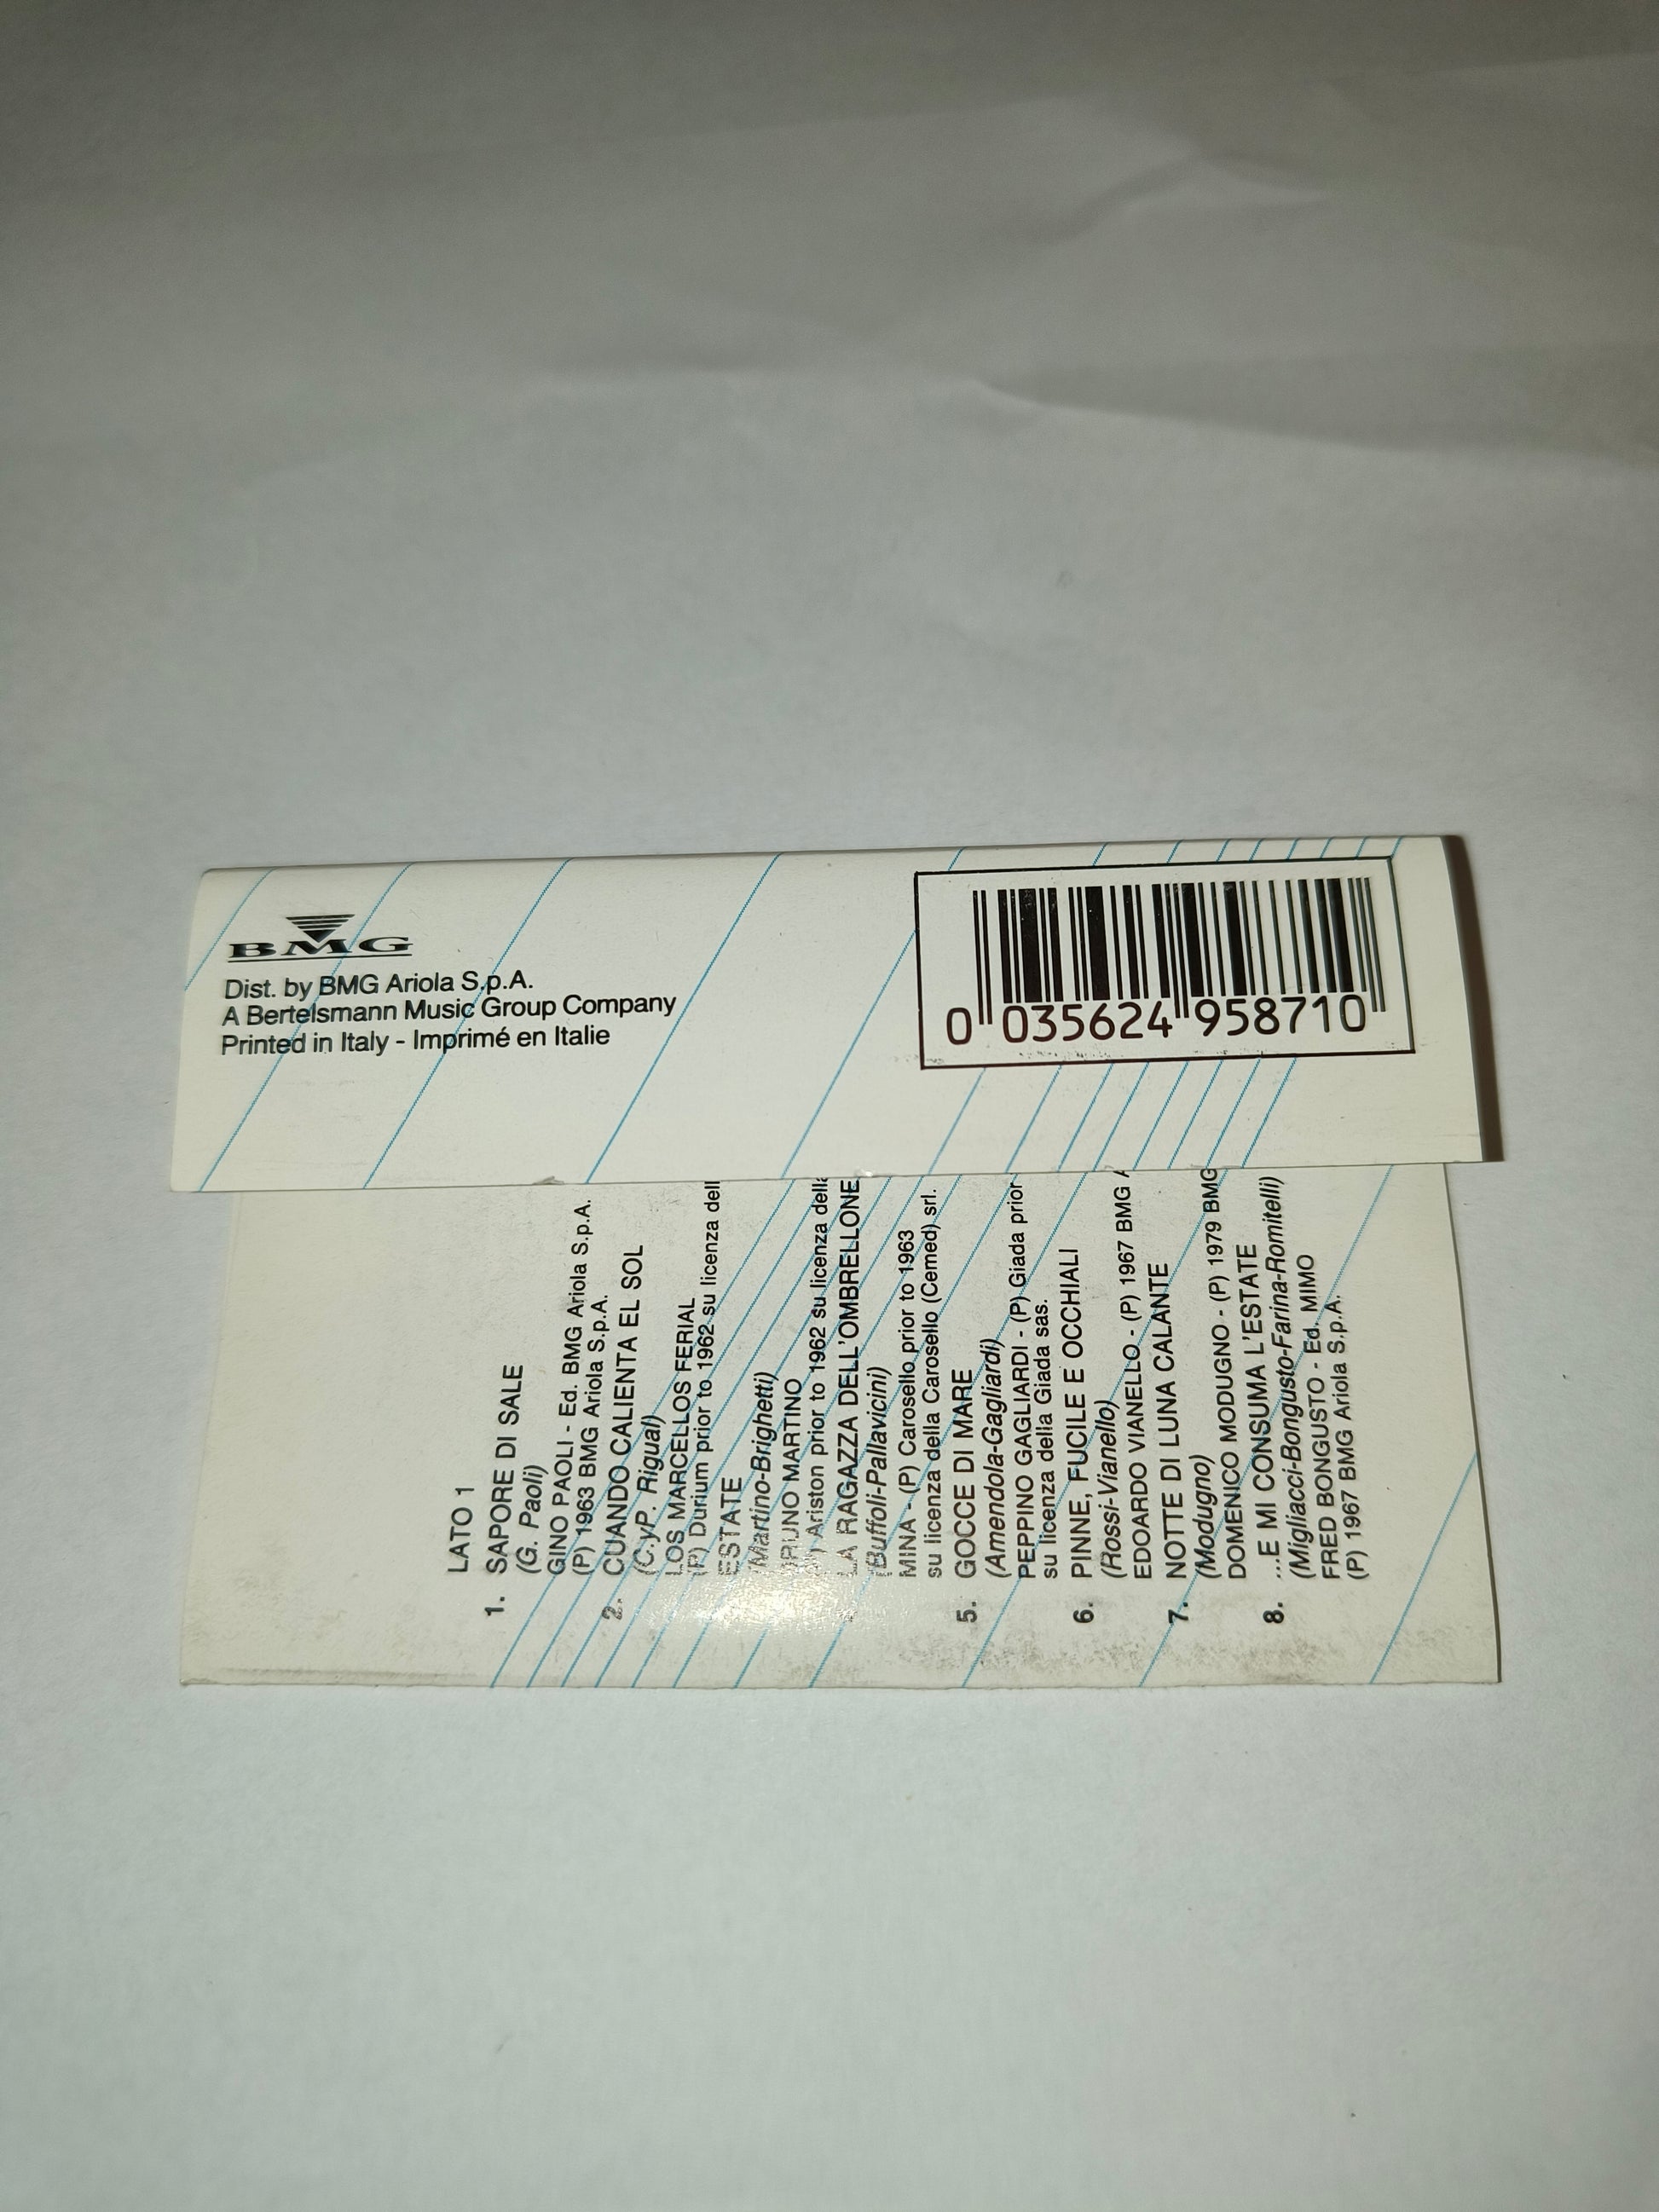 BMG
Dist. by BMG Ariola S.p.A.
A Bertelsmann Music Group Company
Printed in Italy - Imprimé en Italie
0 035624 958710
LATO 1
1. SAPORE DI SALE
(G. Paoli)
GINO PAOLI - Ed. BMG Ariola S.p.A.
(P) 1963 BMG Ariola S.p.A.
2. CUANDO CALIENTA EL SOL
(C.yP. Rigual)
LOS MARCELLOS FERIAL
(P) Durium prior to 1962 su licenza dell
ESTATE
(Martino-Brighetti)
BRUNO MARTINO
(P) Ariston prior to 1962 su licenza della
LA RAGAZZA DELL'OMBRELLONE
(Buffoli-Pallavicini)
MINA - (P) Carosello prior to 1963
su licenza della Carosello (Cemed) srl.
5. GOCCE DI MARE
(Amendola-Gagliardi)
PEPPINO GAGLIARDI - (P) Giada prior
su licenza della Giada sas.
6. PINNE, FUCILE E OCCHIALI
(Rossi-Vianello)
EDOARDO VIANELLO - (P) 1967 BMG A
7. NOTTE DI LUNA CALANTE
(Modugno)
DOMENICO MODUGNO - (P) 1979 BMG
8. ...E MI CONSUMA L'ESTATE
(Migliacci-Bongusto-Farina-Romitelli)
FRED BONGUSTO - Ed. MIMO
(P) 1967 BMG Ariola S.p.A.